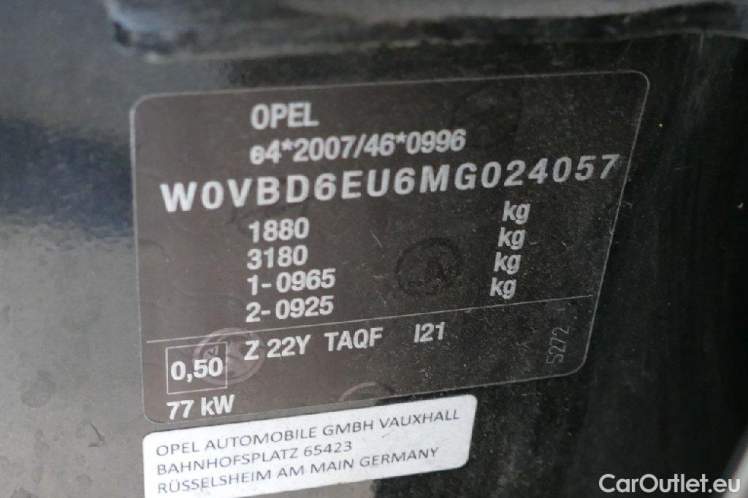 OPEL
e4*2007/46*0996
W0VBD6EU6MG024057
1880 kg
3180 kg
1-0965 kg
2-0925 kg
0,50 Z 22Y TAQF I21
77 kW
5272
OPEL AUTOMOBILE GMBH VAUXHALL
BAHNHOFSPLATZ 65423
RÜSSELSHEIM AM MAIN GERMANY
CarOutlet.eu